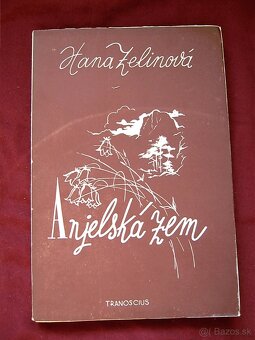 Hana Zelinová
Anjelská zem
TRANOSCIUS
© Bazos.sk